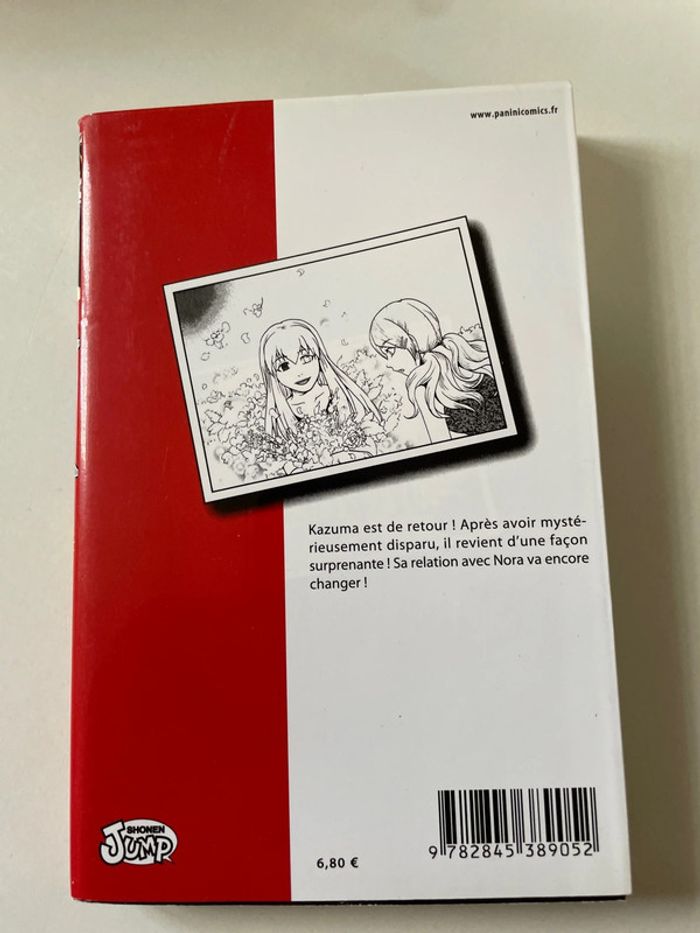 www.paninicomics.fr
Kazuma est de retour ! Après avoir mysté-
rieusement disparu, il revient d'une façon
surprenante ! Sa relation avec Nora va encore
changer !
SHONEN
JUMP
6,80 €
9 782845 389052